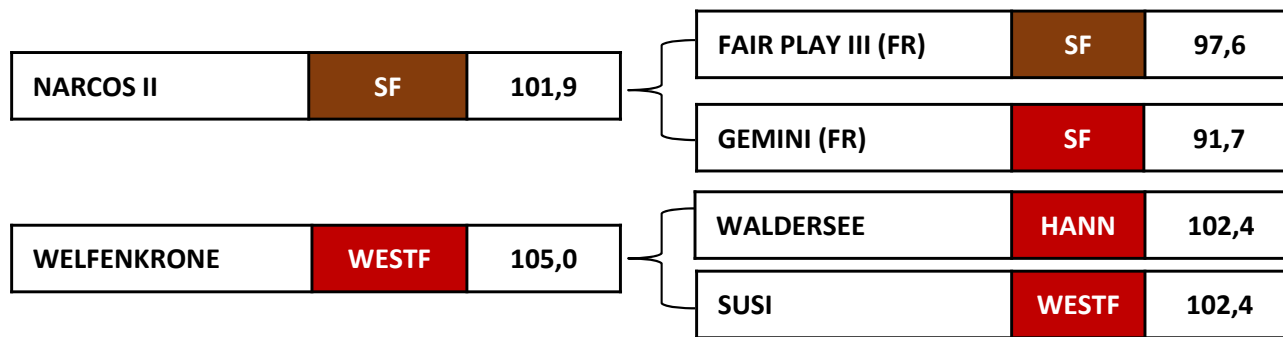 FAIR PLAY III (FR) SF 97,6
NARCOS II SF 101,9
GEMINI (FR) SF 91,7
WALDERSEE HANN 102,4
WELFENKRONE WESTF 105,0
SUSI WESTF 102,4